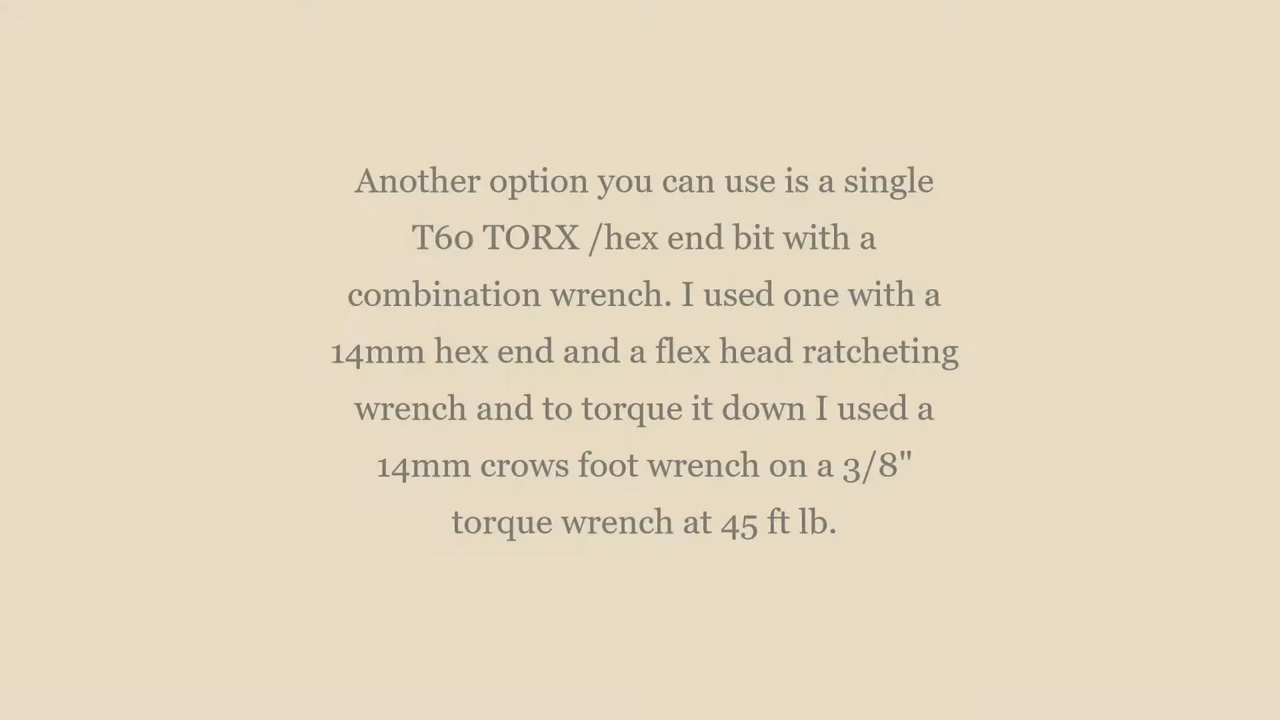 Another option you can use is a single
T60 TORX /hex end bit with a
combination wrench. I used one with a
14mm hex end and a flex head ratcheting
wrench and to torque it down I used a
14mm crows foot wrench on a 3/8"
torque wrench at 45 ft lb.